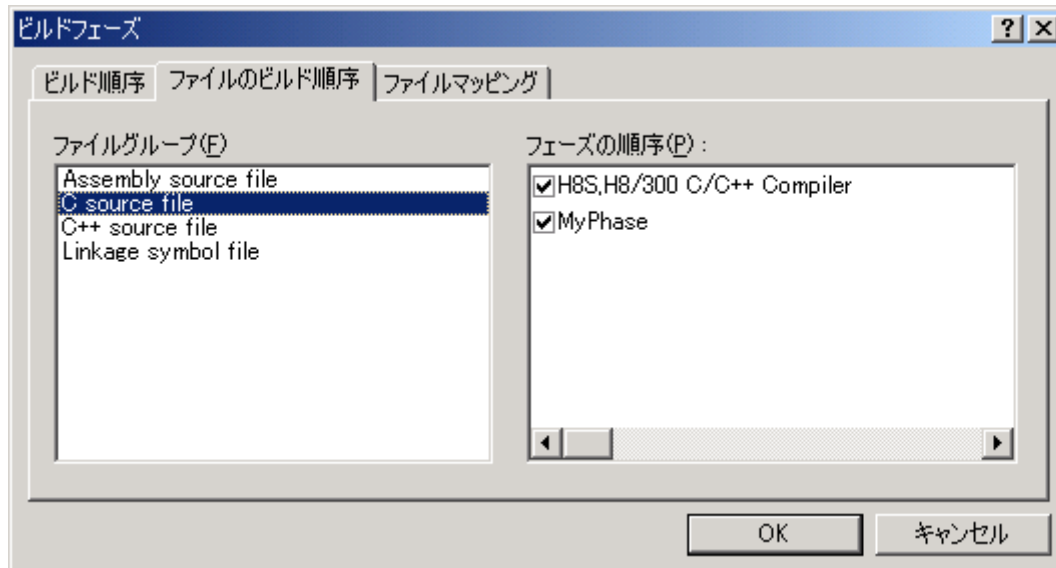 ビルドフェーズ
ビルド順序 ファイルのビルド順序 ファイルマッピング
ファイルグループ(F)
Assembly source file
C source file
C++ source file
Linkage symbol file
フェーズの順序(P):
H8S,H8/300 C/C++ Compiler
MyPhase
OK キャンセル